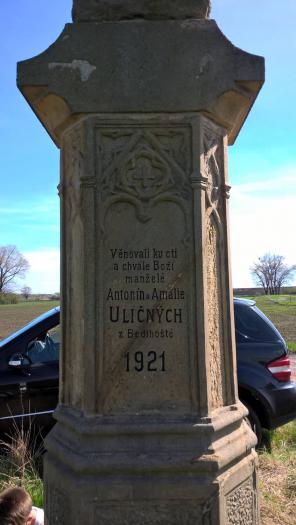 Věnovali ku cti
a chvále Boží
manželé
Antonín a Amálie
ULIČNÝCH
z Bedihoště
1921